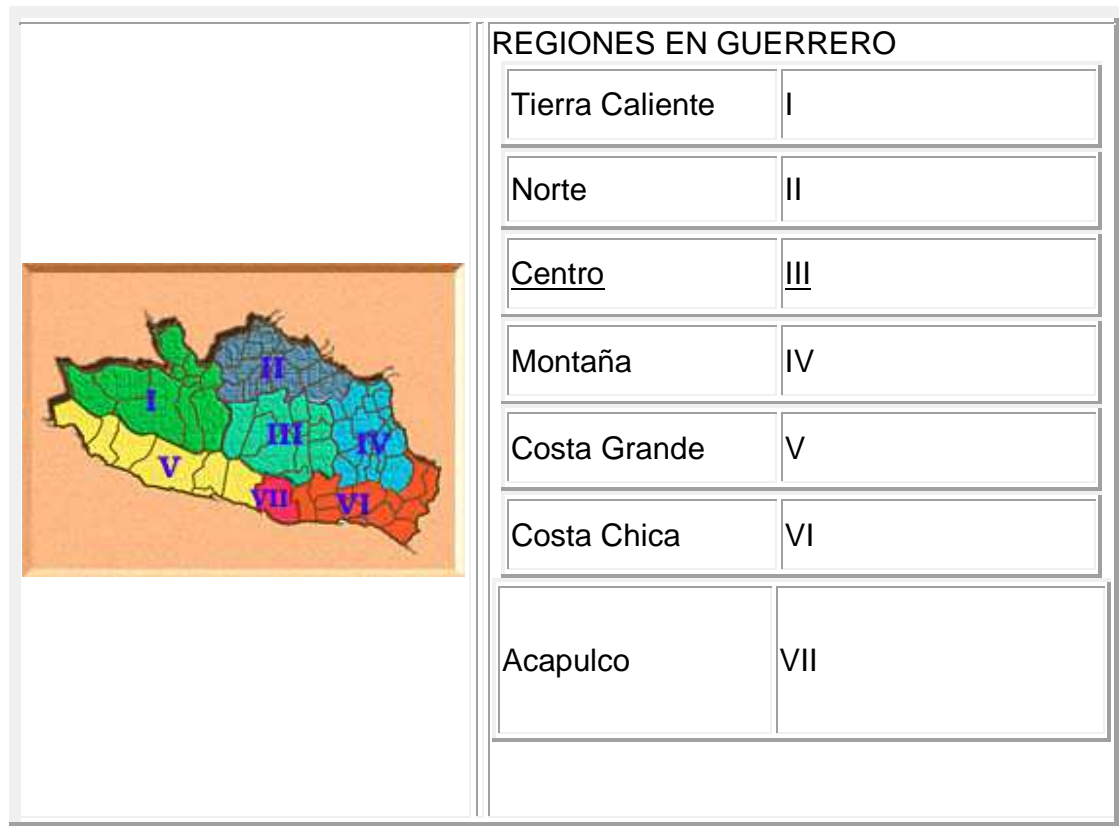 REGIONES EN GUERRERO
Tierra Caliente I
Norte II
Centro III
Montaña IV
Costa Grande V
Costa Chica VI
Acapulco VII
I
II
III
IV
V
VII
VI